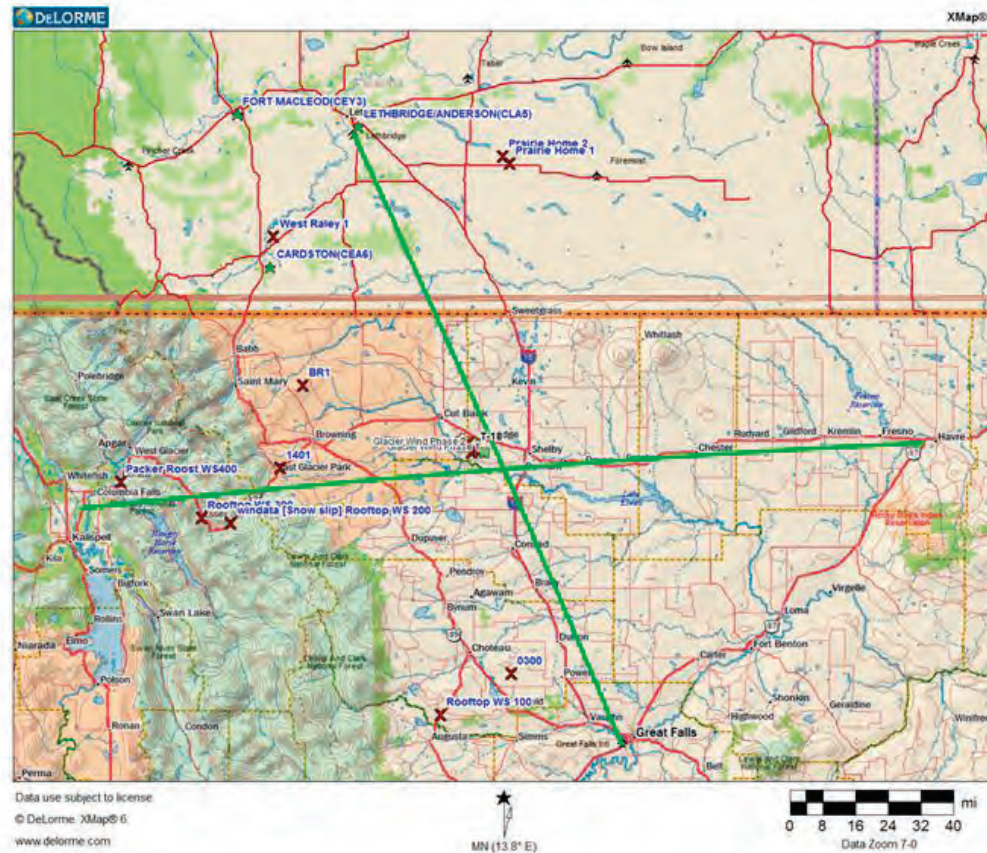 DELORME
XMap®
Maple Creek
Bow Island
Taber
FORT MACLEOD(CEY3)
LETHBRIDGE/ANDERSON(CLA5)
Lethbridge
Pincher Creek
Prairie Home 2
Prairie Home 1
Foremost
West Raley 1
CARDSTON(CEA6)
Sweetgrass
Whitlash
Babb
Polebridge
Saint Mary
BR1
Kevin
Cut Bank
Browning
T-18
Glacier Wind Phase 2
Shelby
Chester
Rudyard
Gildford
Kremlin
Fresno
Havre
Apgar
West Glacier
1401
East Glacier Park
Whitefish
Packer Roost WS400
Columbia Falls
windata [Snow slip] Rooftop WS 200
Kalispell
Kila
Dupuyer
Conrad
Somers
Bigfork
Pendroy
Agawam
Bynum
Virgelle
Rollins
Swan Lake
Loma
Niarada
Elmo
Dutton
Fort Benton
Choteau
Carter
Polson
0300
Power
Shonkin
Geraldine
Highwood
Rooftop WS 100
Ronan
Condon
Augusta
Simms
Vaughn
Great Falls
Great Falls Intl
Belt
Perma
Data use subject to license.
© DeLorme. XMap® 6.
www.delorme.com
MN (13.8° E)
mi
0 8 16 24 32 40
Data Zoom 7-0